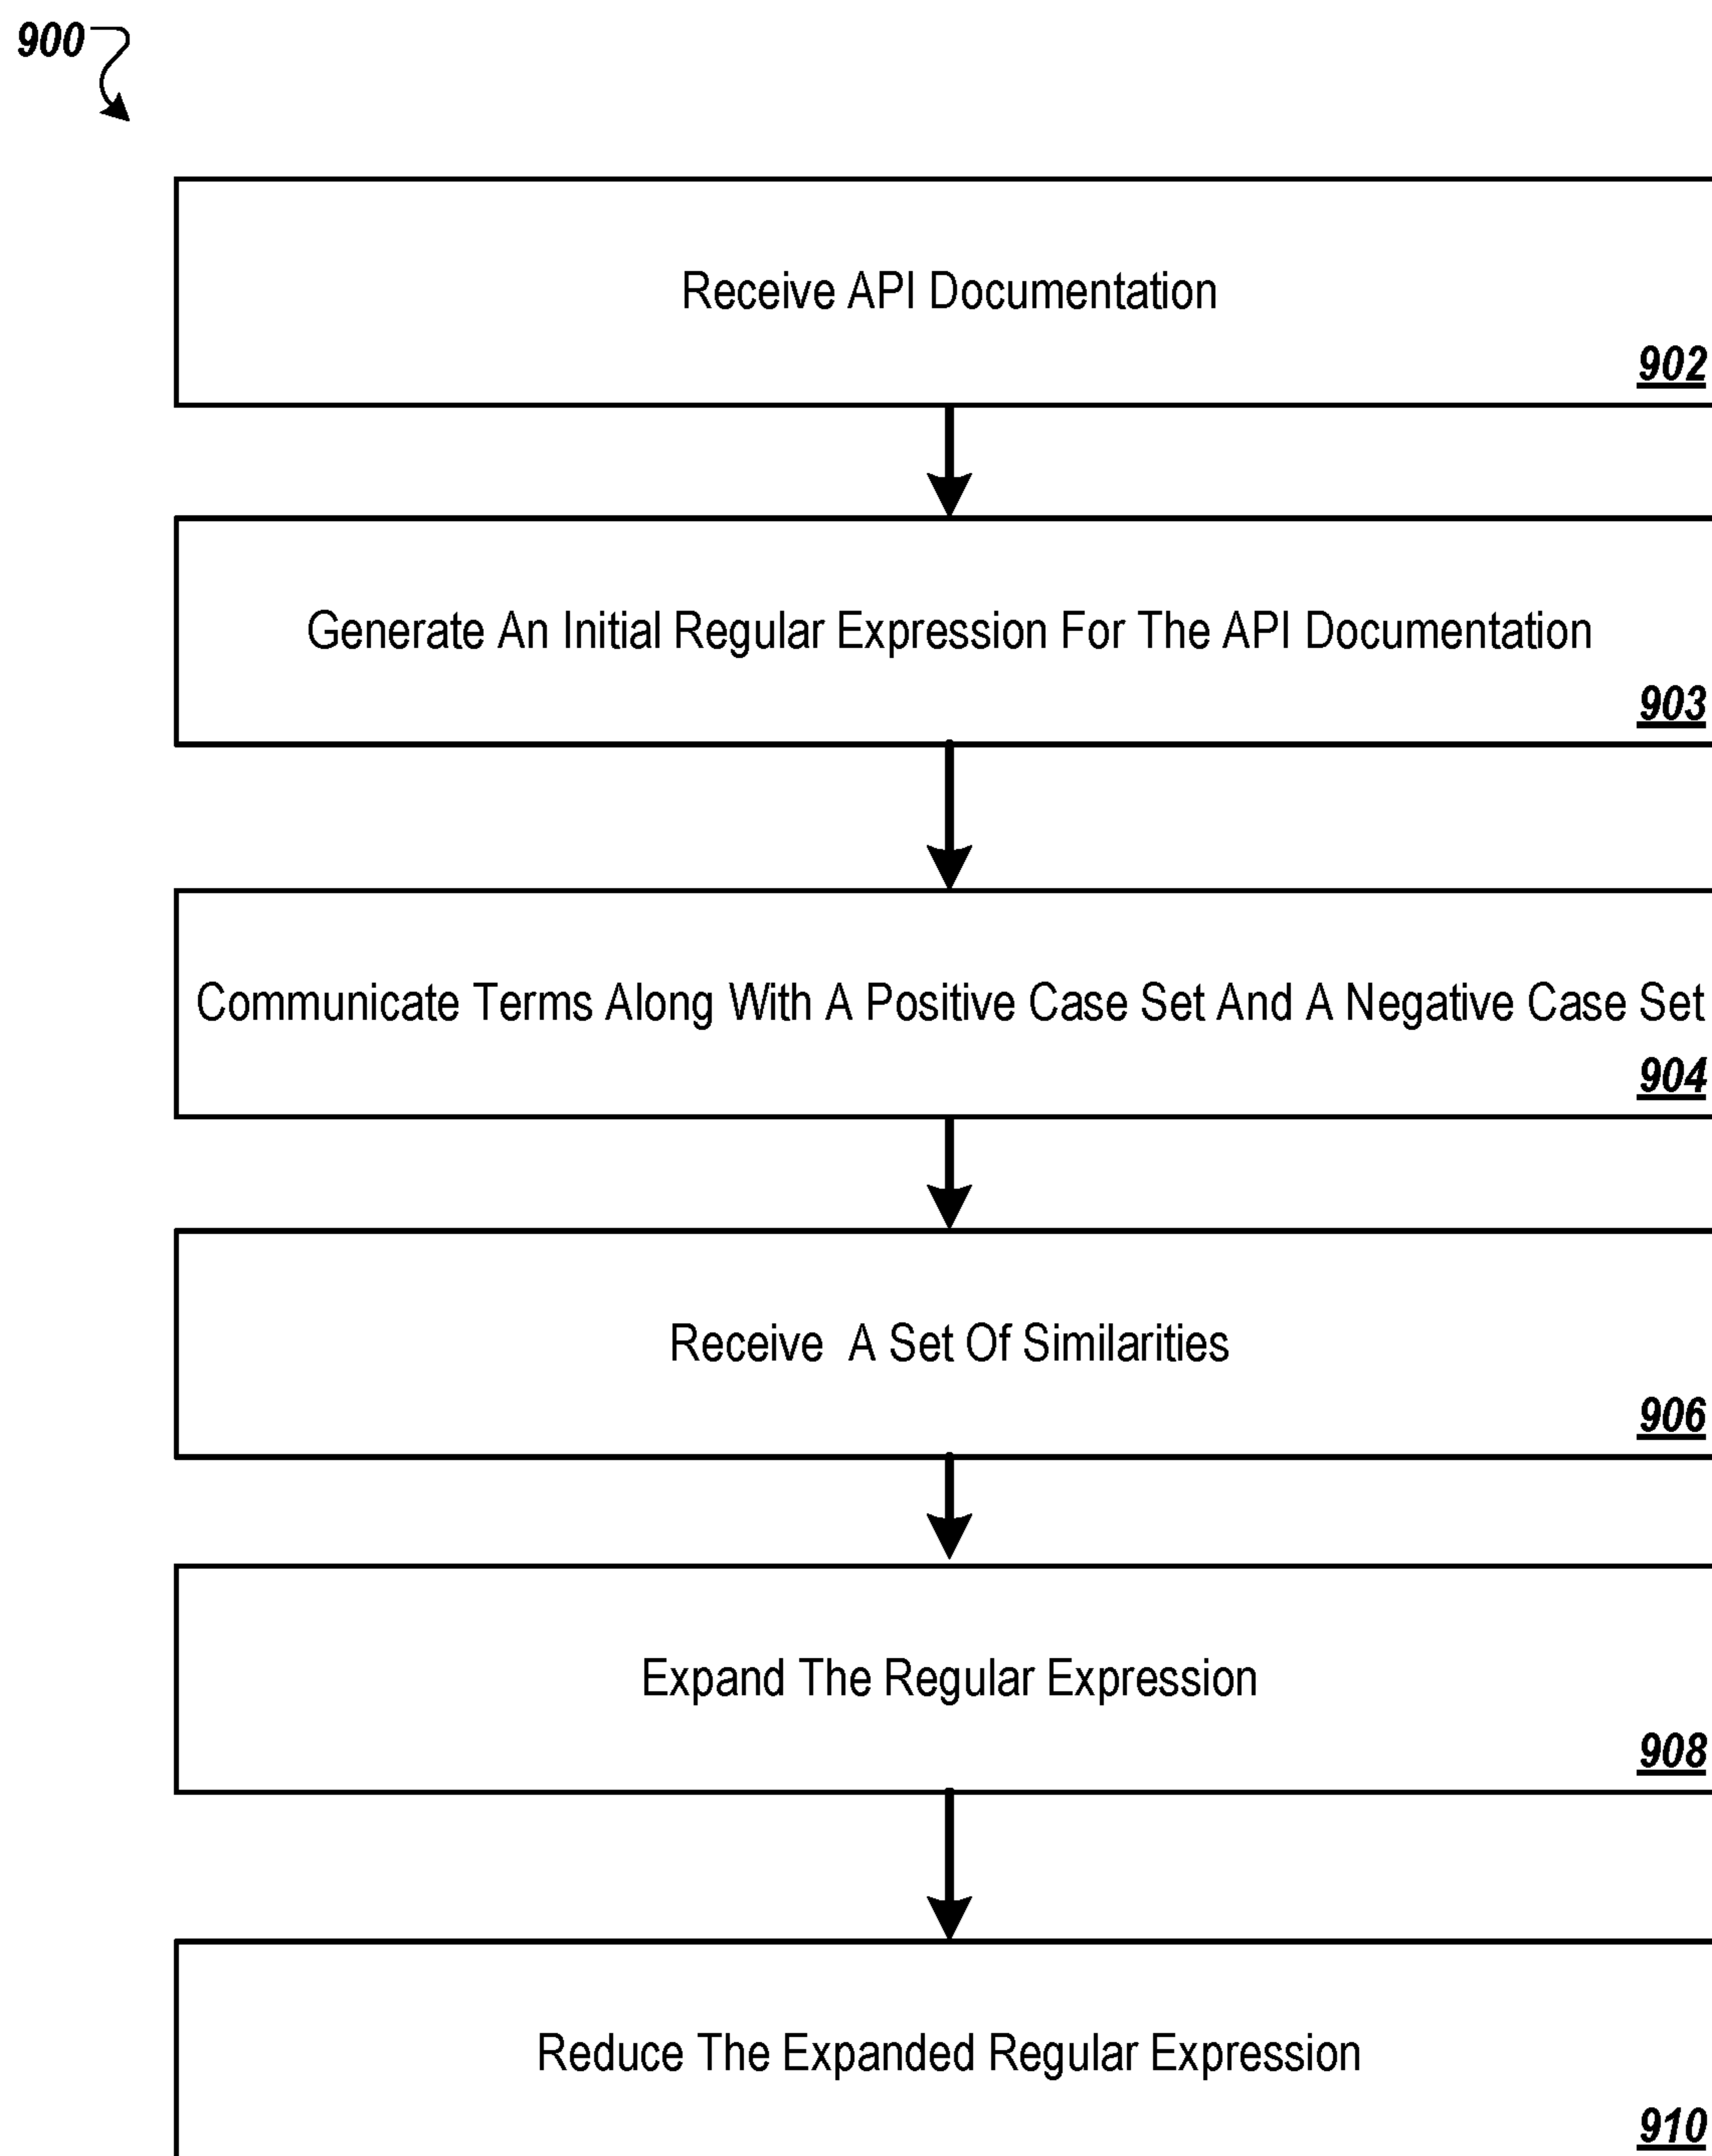 900
Receive API Documentation
902
Generate An Initial Regular Expression For The API Documentation
903
Communicate Terms Along With A Positive Case Set And A Negative Case Set
904
Receive A Set Of Similarities
906
Expand The Regular Expression
908
Reduce The Expanded Regular Expression
910